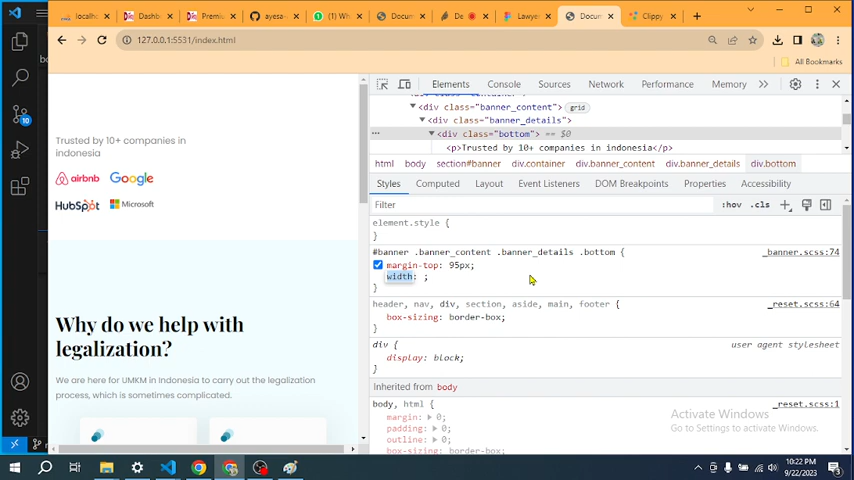 localho
Dashb
Premiu
ayesa-
(1) Wh
Docum
De
Lawyer
Docum
Clippy
127.0.0.1:5531/index.html
All Bookmarks
Elements
Console
Sources
Network
Performance
Memory
<div class="banner_content">
grid
<div class="banner_details">
<div class="bottom"> == $0
<p>Trusted by 10+ companies in indonesia</p>
html
body
section#banner
div.container
div.banner_content
div.banner_details
div.bottom
Styles
Computed
Layout
Event Listeners
DOM Breakpoints
Properties
Accessibility
Filter
:hov
.cls
element.style {
}
#banner .banner_content .banner_details .bottom {
_banner.scss:74
margin-top: 95px;
width: ;
}
header, nav, div, section, aside, main, footer {
_reset.scss:64
box-sizing: border-box;
}
div {
user agent stylesheet
display: block;
}
Inherited from body
body, html {
_reset.scss:1
margin: 0;
padding: 0;
outline: 0;
Trusted by 10+ companies in
indonesia
airbnb
Google
HubSpot
Microsoft
Why do we help with
legalization?
We are here for UMKM in Indonesia to carry out the legalization
process, which is sometimes complicated.
Activate Windows
Go to Settings to activate Windows.
10
10:22 PM
9/22/2023
3